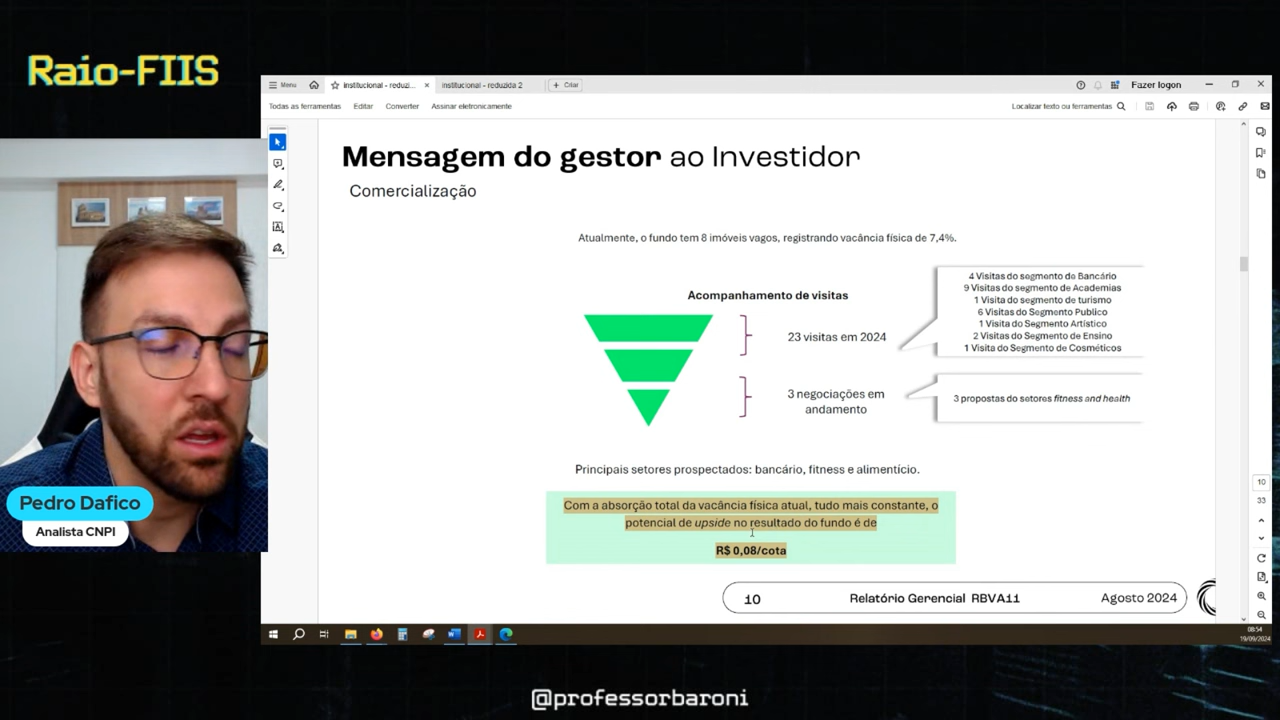 Raio-FIIS
Menu
institucional - reduzi...
institucional - reduzida 2
Criar
Fazer logon
Todas as ferramentas
Editar
Converter
Assinar eletronicamente
Localizar texto ou ferramentas
Mensagem do gestor ao Investidor
Comercialização
Atualmente, o fundo tem 8 imóveis vagos, registrando vacância física de 7,4%.
Acompanhamento de visitas
23 visitas em 2024
4 Visitas do segmento de Bancário
9 Visitas do segmento de Academias
1 Visita do segmento de turismo
6 Visitas do Segmento Publico
1 Visita do Segmento Artístico
2 Visitas do Segmento de Ensino
1 Visita do Segmento de Cosméticos
3 negociações em
andamento
3 propostas do setores fitness and health
Principais setores prospectados: bancário, fitness e alimentício.
Com a absorção total da vacância física atual, tudo mais constante, o
potencial de upside no resultado do fundo é de
R$ 0,08/cota
10
Relatório Gerencial RBVA11
Agosto 2024
10
33
08:54
19/09/2024
Pedro Dafico
Analista CNPI
@professorbaroni